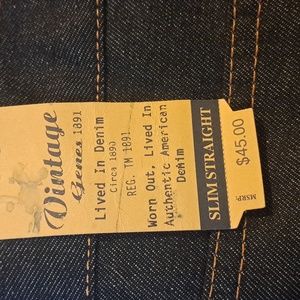 Vintage
Genes 1891
Lived In Denim
Circa 1890
REG. TM 1891
Worn Out, Lived In
Authentic American
Denim
SLIM STRAIGHT
MSRP:
$45.00